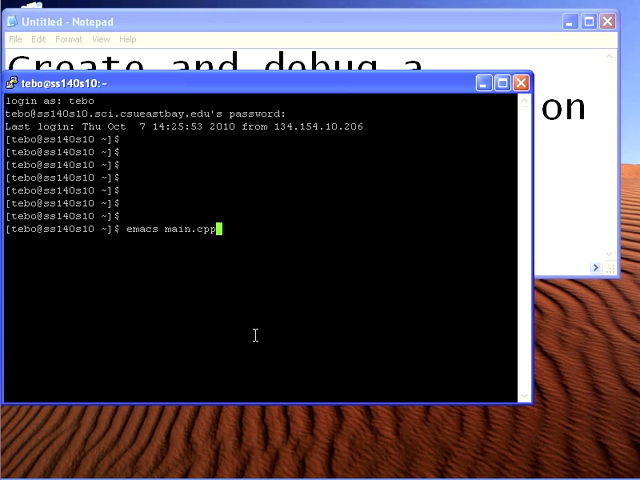 Untitled - Notepad
File Edit Format View Help
Create and debug a
on
tebo@ss140s10:~
login as: tebo
tebo@ss140s10.sci.csueastbay.edu's password:
Last login: Thu Oct  7 14:25:53 2010 from 134.154.10.206
[tebo@ss140s10 ~]$
[tebo@ss140s10 ~]$
[tebo@ss140s10 ~]$
[tebo@ss140s10 ~]$
[tebo@ss140s10 ~]$
[tebo@ss140s10 ~]$
[tebo@ss140s10 ~]$
[tebo@ss140s10 ~]$ emacs main.cpp